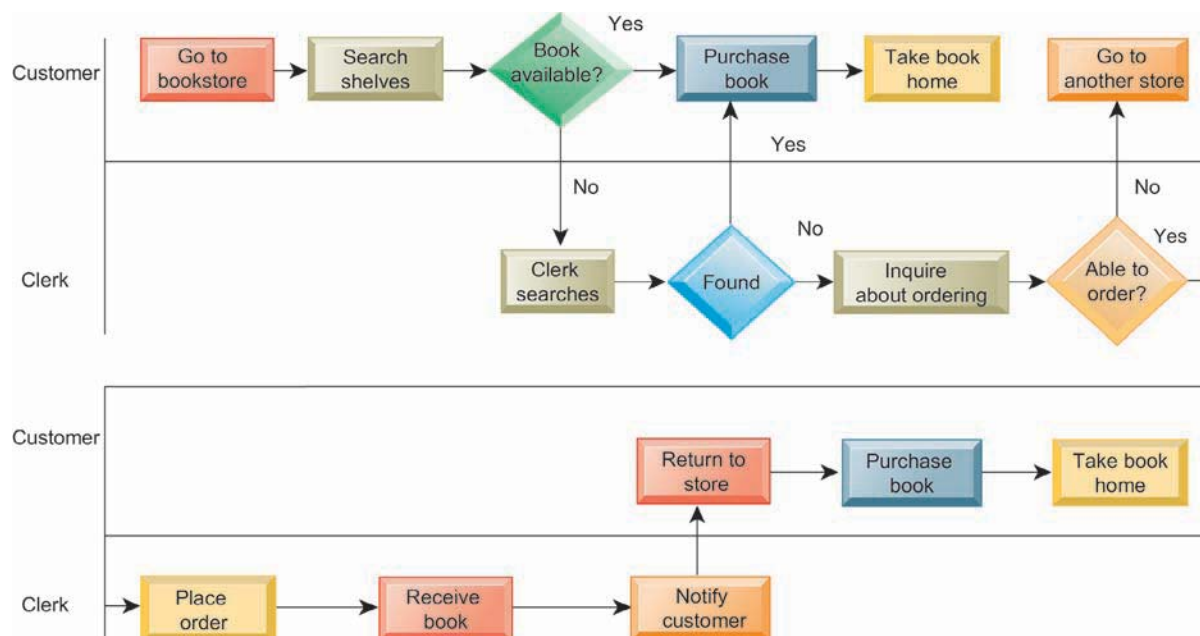 Customer
Go to
bookstore
Search
shelves
Book
available?
Yes
Purchase
book
Take book
home
Go to
another store
Yes
No
No
No
Yes
Clerk
Clerk
searches
Found
Inquire
about ordering
Able to
order?
Customer
Return to
store
Purchase
book
Take book
home
Clerk
Place
order
Receive
book
Notify
customer